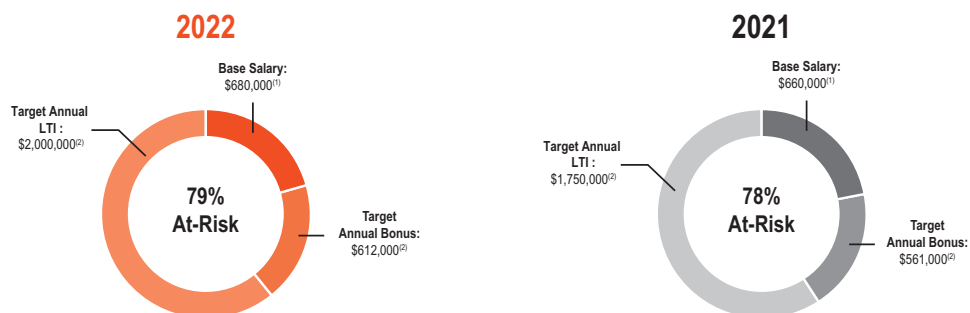 2022
Base Salary:
$680,000(1)
Target Annual
LTI :
$2,000,000(2)
79%
At-Risk
Target
Annual Bonus:
$612,000(2)
2021
Base Salary:
$660,000(1)
Target Annual
LTI :
$1,750,000(2)
78%
At-Risk
Target
Annual Bonus:
$561,000(2)